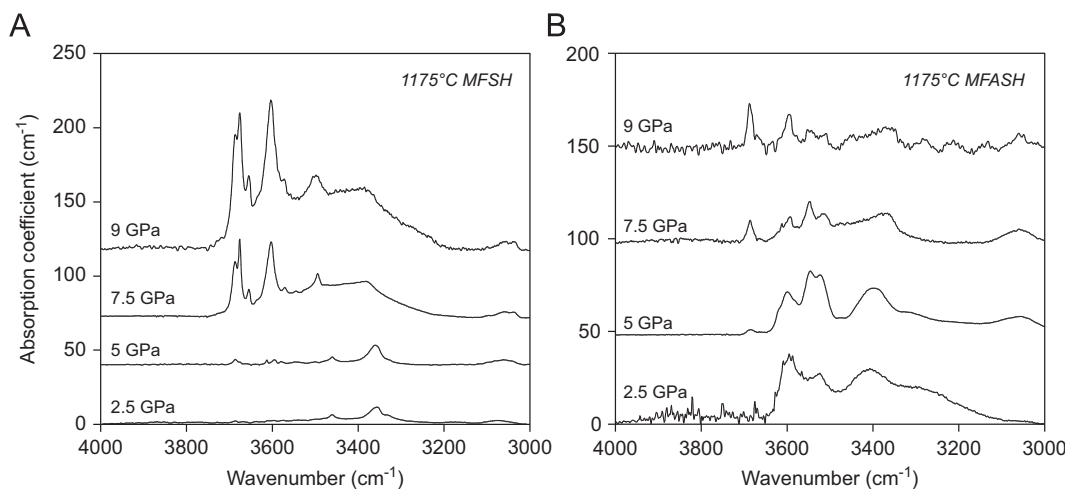 A
250
200
150
100
50
0
Absorption coefficient (cm⁻¹)
1175°C MFSH
9 GPa
7.5 GPa
5 GPa
2.5 GPa
4000 3800 3600 3400 3200 3000
Wavenumber (cm⁻¹)
B
200
150
100
50
0
1175°C MFASH
9 GPa
7.5 GPa
5 GPa
2.5 GPa
4000 3800 3600 3400 3200 3000
Wavenumber (cm⁻¹)